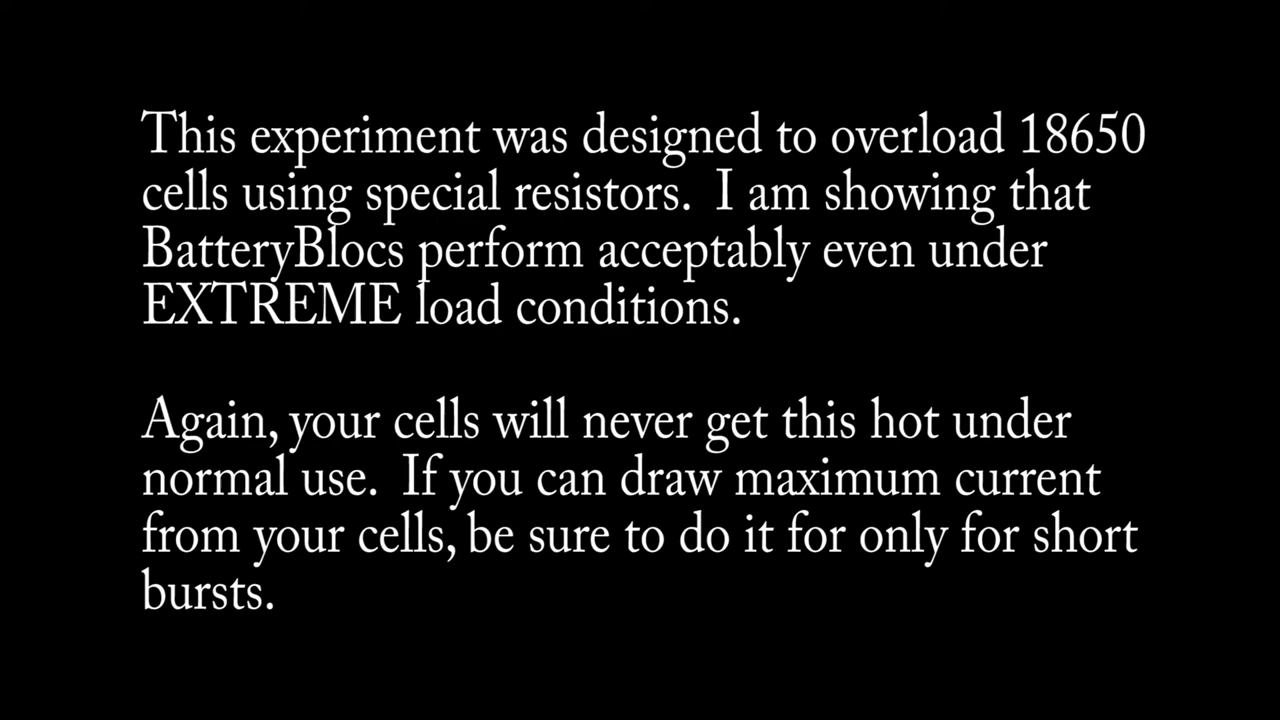 This experiment was designed to overload 18650
cells using special resistors.  I am showing that
BatteryBlocs perform acceptably even under
EXTREME load conditions.

Again, your cells will never get this hot under
normal use.  If you can draw maximum current
from your cells, be sure to do it for only for short
bursts.